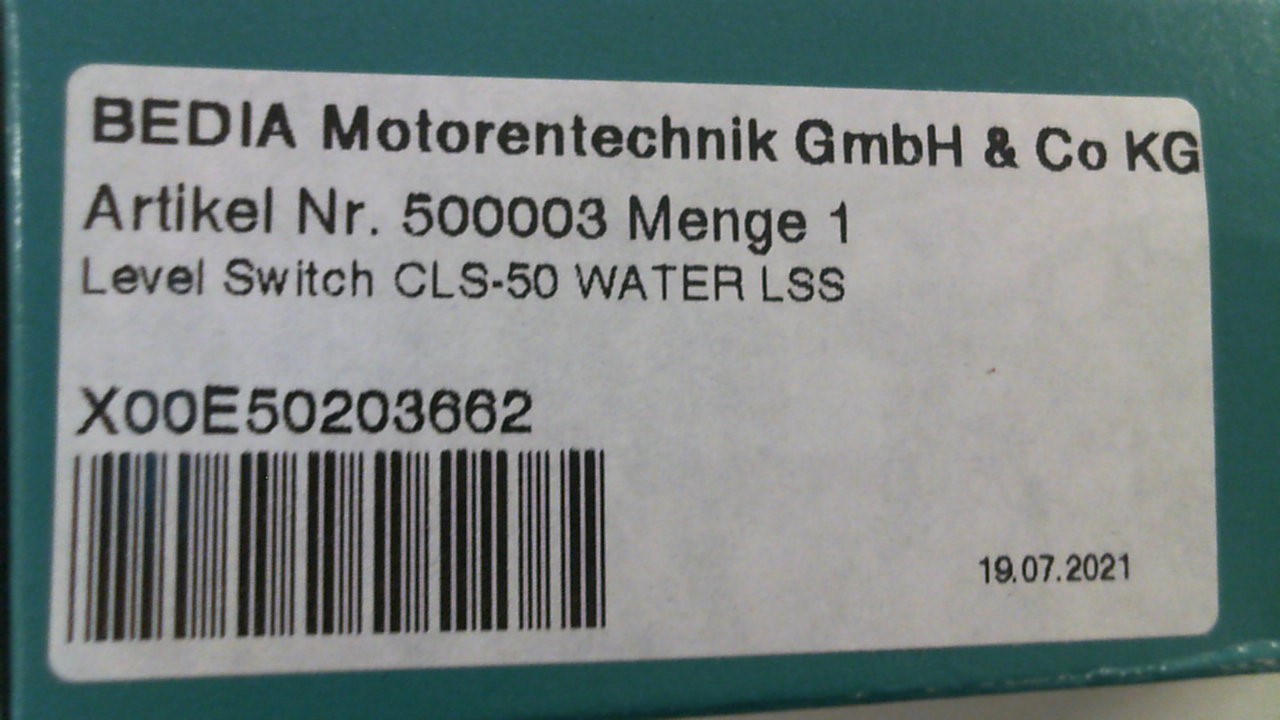 BEDIA Motorentechnik GmbH & Co KG
Artikel Nr. 500003 Menge 1
Level Switch CLS-50 WATER LSS
X00E50203662
19.07.2021